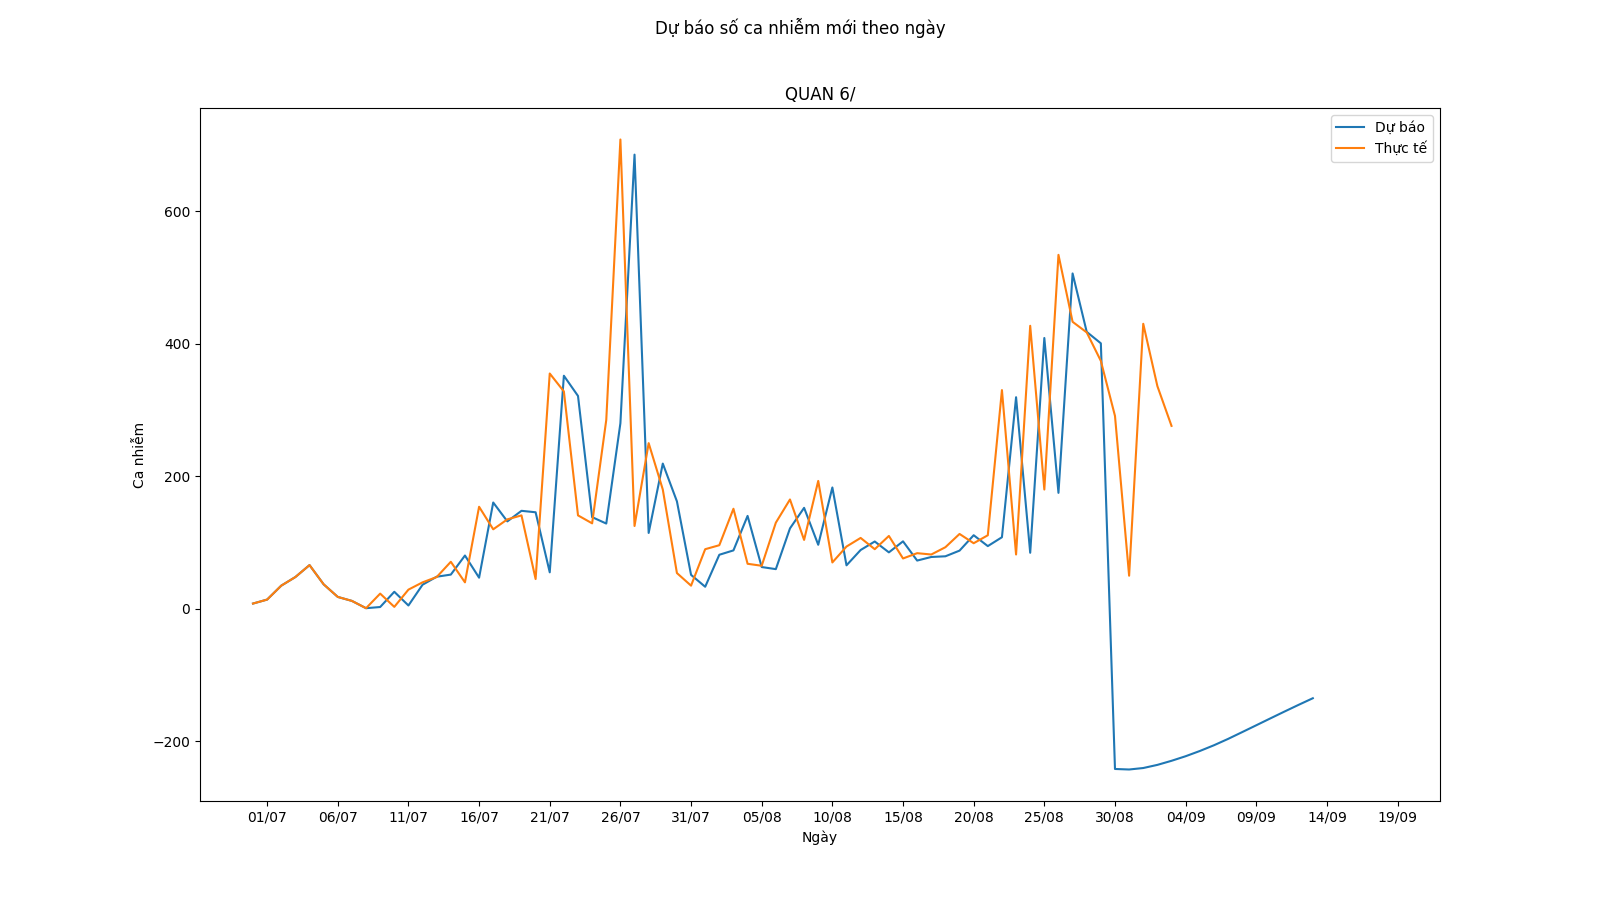 Dự báo số ca nhiễm mới theo ngày
QUAN 6/
Dự báo
Thực tế
600
400
200
0
−200
Ca nhiễm
01/07 06/07 11/07 16/07 21/07 26/07 31/07 05/08 10/08 15/08 20/08 25/08 30/08 04/09 09/09 14/09 19/09
Ngày